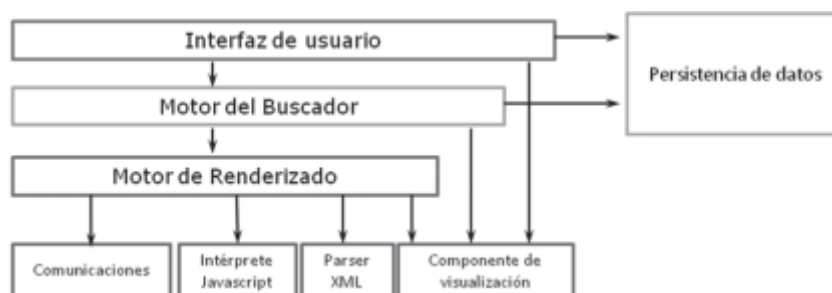 Interfaz de usuario
Persistencia de datos
Motor del Buscador
Motor de Renderizado
Comunicaciones
Intérprete
Javascript
Parser
XML
Componente de
visualización